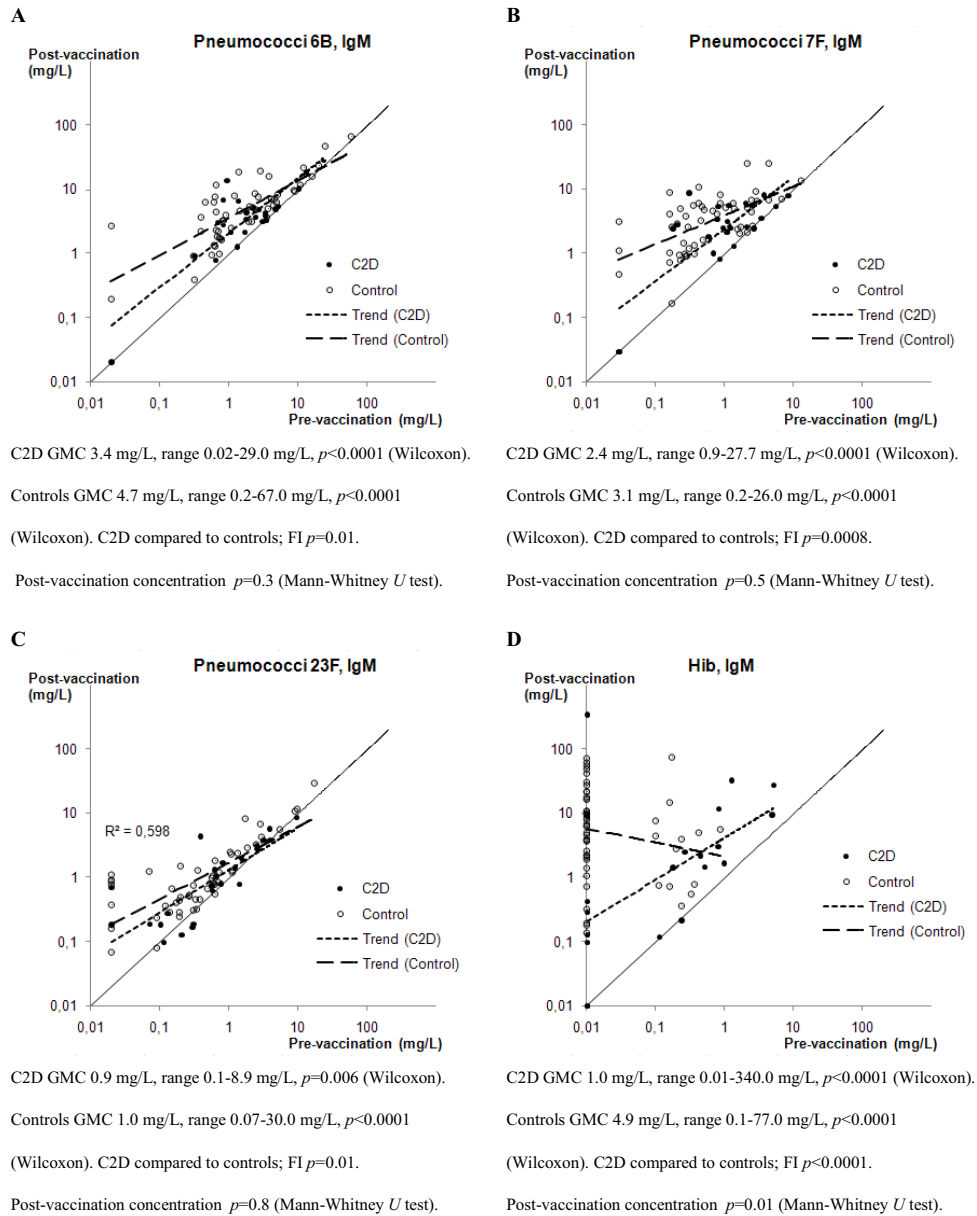 A
Pneumococci 6B, IgM
Post-vaccination
(mg/L)
100
10
1
0,1
0,01
0,01 0,1 1 10 100
Pre-vaccination (mg/L)
C2D
Control
Trend (C2D)
Trend (Control)
C2D GMC 3.4 mg/L, range 0.02-29.0 mg/L, p<0.0001 (Wilcoxon).
Controls GMC 4.7 mg/L, range 0.2-67.0 mg/L, p<0.0001
(Wilcoxon). C2D compared to controls; FI p=0.01.
Post-vaccination concentration p=0.3 (Mann-Whitney U test).
B
Pneumococci 7F, IgM
Post-vaccination
(mg/L)
100
10
1
0,1
0,01
0,01 0,1 1 10 100
Pre-vaccination (mg/L)
C2D
Control
Trend (C2D)
Trend (Control)
C2D GMC 2.4 mg/L, range 0.9-27.7 mg/L, p<0.0001 (Wilcoxon).
Controls GMC 3.1 mg/L, range 0.2-26.0 mg/L, p<0.0001
(Wilcoxon). C2D compared to controls; FI p=0.0008.
Post-vaccination concentration p=0.5 (Mann-Whitney U test).
C
Pneumococci 23F, IgM
Post-vaccination
(mg/L)
100
10
1
0,1
0,01
R² = 0,598
0,01 0,1 1 10 100
Pre-vaccination (mg/L)
C2D
Control
Trend (C2D)
Trend (Control)
C2D GMC 0.9 mg/L, range 0.1-8.9 mg/L, p=0.006 (Wilcoxon).
Controls GMC 1.0 mg/L, range 0.07-30.0 mg/L, p<0.0001
(Wilcoxon). C2D compared to controls; FI p=0.01.
Post-vaccination concentration p=0.8 (Mann-Whitney U test).
D
Hib, IgM
Post-vaccination
(mg/L)
100
10
1
0,1
0,01
0,01 0,1 1 10 100
Pre-vaccination (mg/L)
C2D
Control
Trend (C2D)
Trend (Control)
C2D GMC 1.0 mg/L, range 0.01-340.0 mg/L, p<0.0001 (Wilcoxon).
Controls GMC 4.9 mg/L, range 0.1-77.0 mg/L, p<0.0001
(Wilcoxon). C2D compared to controls; FI p<0.0001.
Post-vaccination concentration p=0.01 (Mann-Whitney U test).